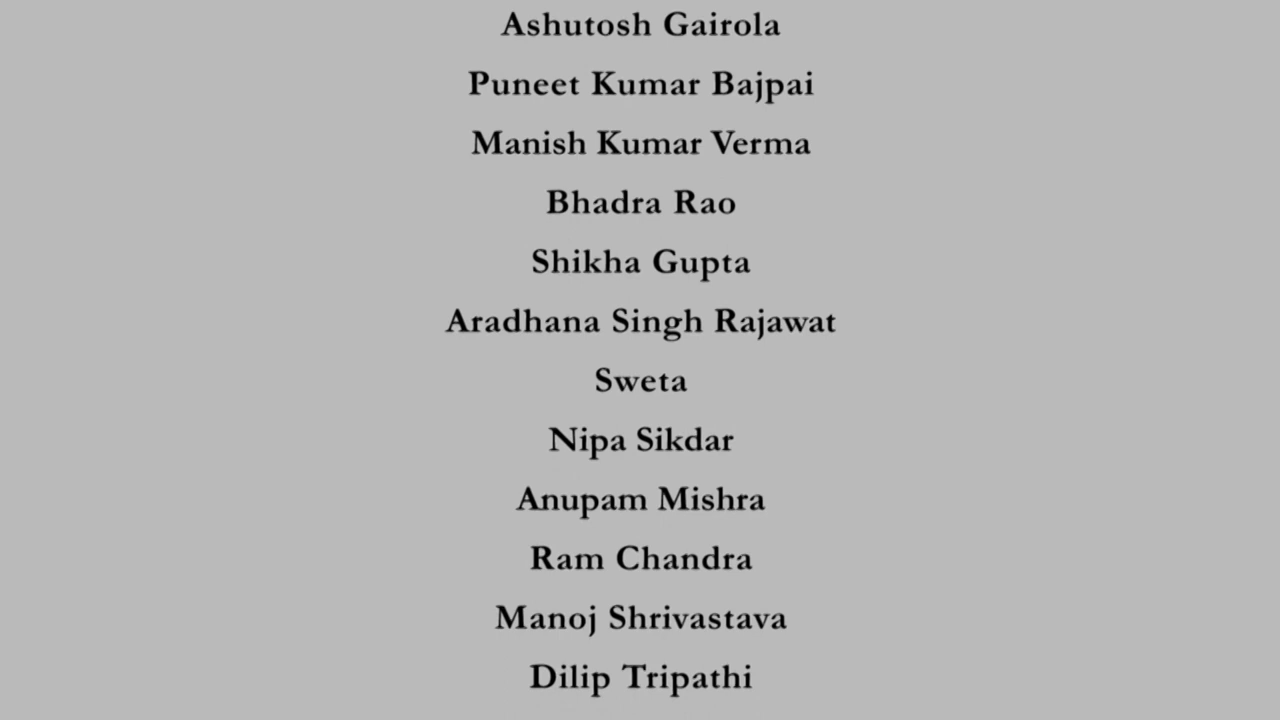 Ashutosh Gairola
Puneet Kumar Bajpai
Manish Kumar Verma
Bhadra Rao
Shikha Gupta
Aradhana Singh Rajawat
Sweta
Nipa Sikdar
Anupam Mishra
Ram Chandra
Manoj Shrivastava
Dilip Tripathi